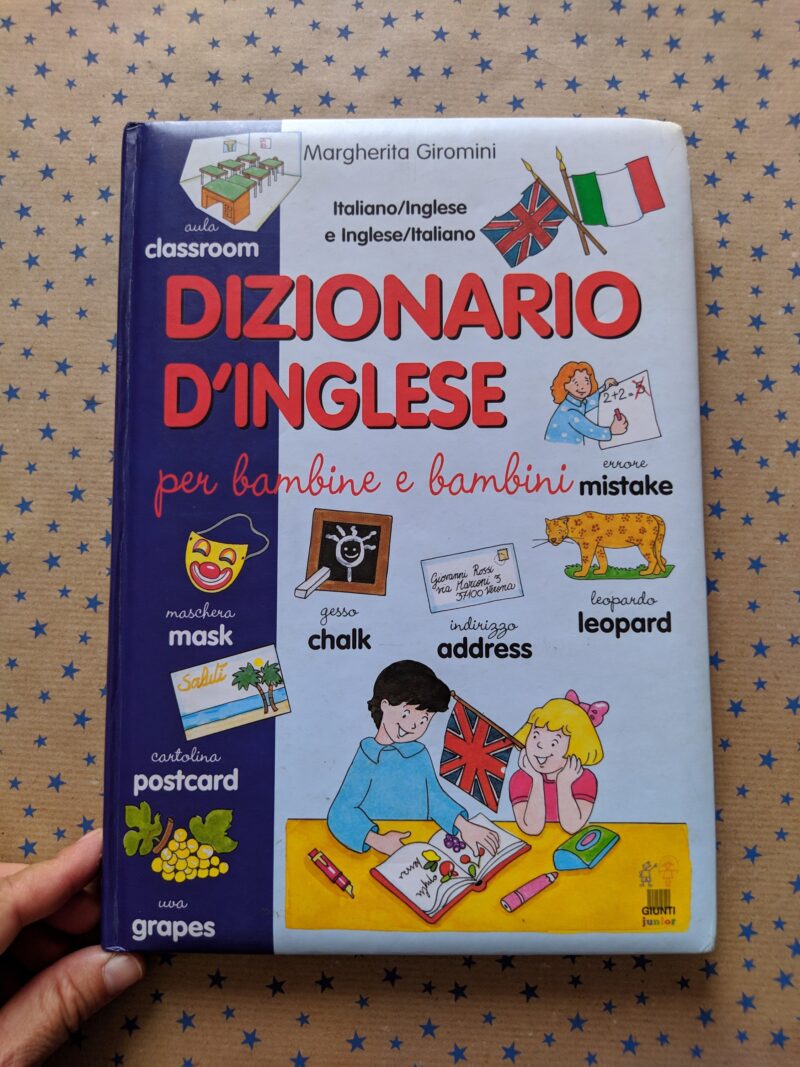 Margherita Giromini
Italiano/Inglese
e Inglese/Italiano
aula
classroom
DIZIONARIO
D'INGLESE
per bambine e bambini
2+2=
errore
mistake
maschera
mask
gesso
chalk
Giovanni Rossi
via Marconi 3
37100 Verona
indirizzo
address
leopardo
leopard
Saluti
cartolina
postcard
uva
grapes
GIUNTI
junior